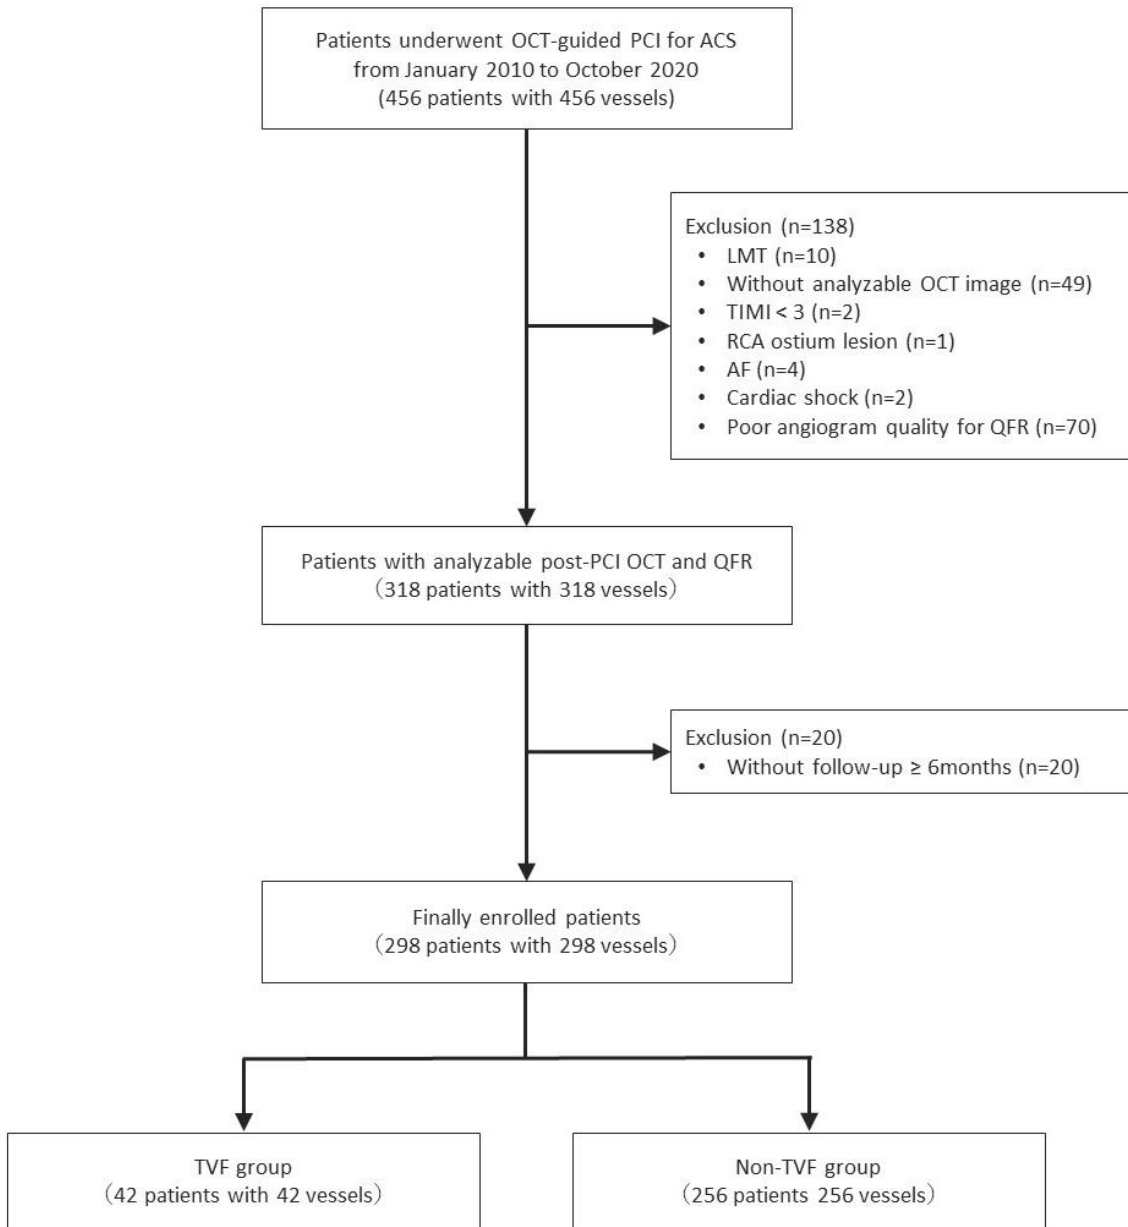 Patients underwent OCT-guided PCI for ACS
from January 2010 to October 2020
(456 patients with 456 vessels)
Exclusion (n=138)
• LMT (n=10)
• Without analyzable OCT image (n=49)
• TIMI < 3 (n=2)
• RCA ostium lesion (n=1)
• AF (n=4)
• Cardiac shock (n=2)
• Poor angiogram quality for QFR (n=70)
Patients with analyzable post-PCI OCT and QFR
（318 patients with 318 vessels）
Exclusion (n=20)
• Without follow-up ≥ 6months (n=20)
Finally enrolled patients
（298 patients with 298 vessels）
TVF group
（42 patients with 42 vessels）
Non-TVF group
（256 patients 256 vessels）